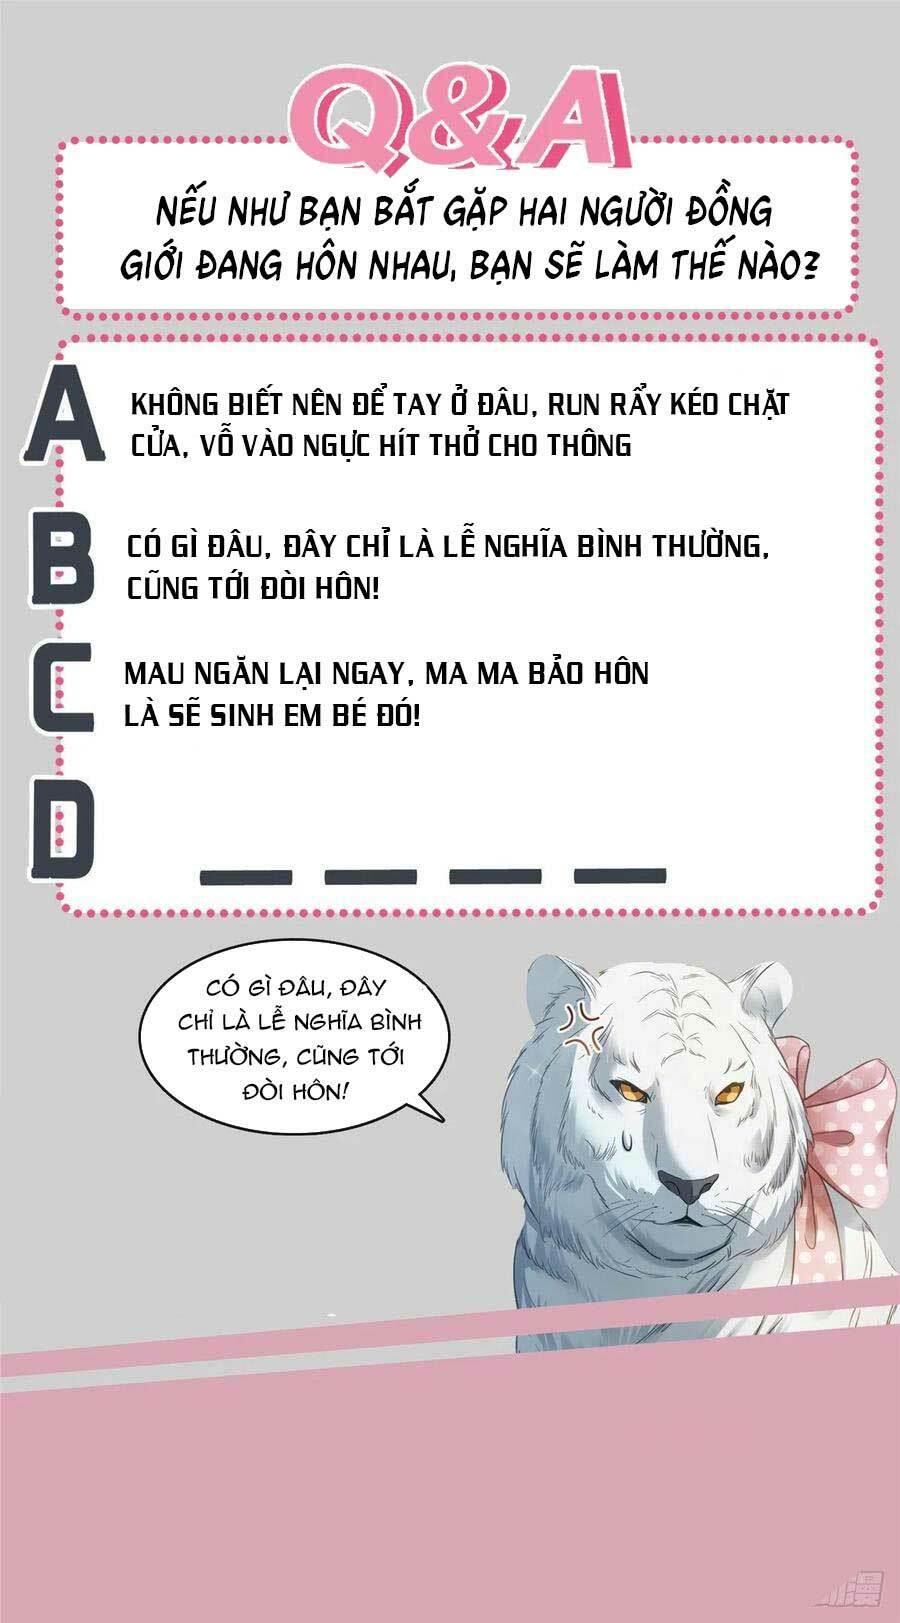 Q&A
NẾU NHƯ BẠN BẮT GẶP HAI NGƯỜI ĐỒNG
GIỚI ĐANG HÔN NHAU, BẠN SẼ LÀM THẾ NÀO?
A
KHÔNG BIẾT NÊN ĐỂ TAY Ở ĐÂU, RUN RẨY KÉO CHẶT
CỬA, VỖ VÀO NGỰC HÍT THỞ CHO THÔNG
B
CÓ GÌ ĐÂU, ĐÂY CHỈ LÀ LỄ NGHĨA BÌNH THƯỜNG,
CŨNG TỚI ĐÒI HÔN!
C
MAU NGĂN LẠI NGAY, MA MA BẢO HÔN
LÀ SẼ SINH EM BÉ ĐÓ!
D
CÓ GÌ ĐÂU, ĐÂY
CHỈ LÀ LỄ NGHĨA BÌNH
THƯỜNG, CŨNG TỚI
ĐÒI HÔN!